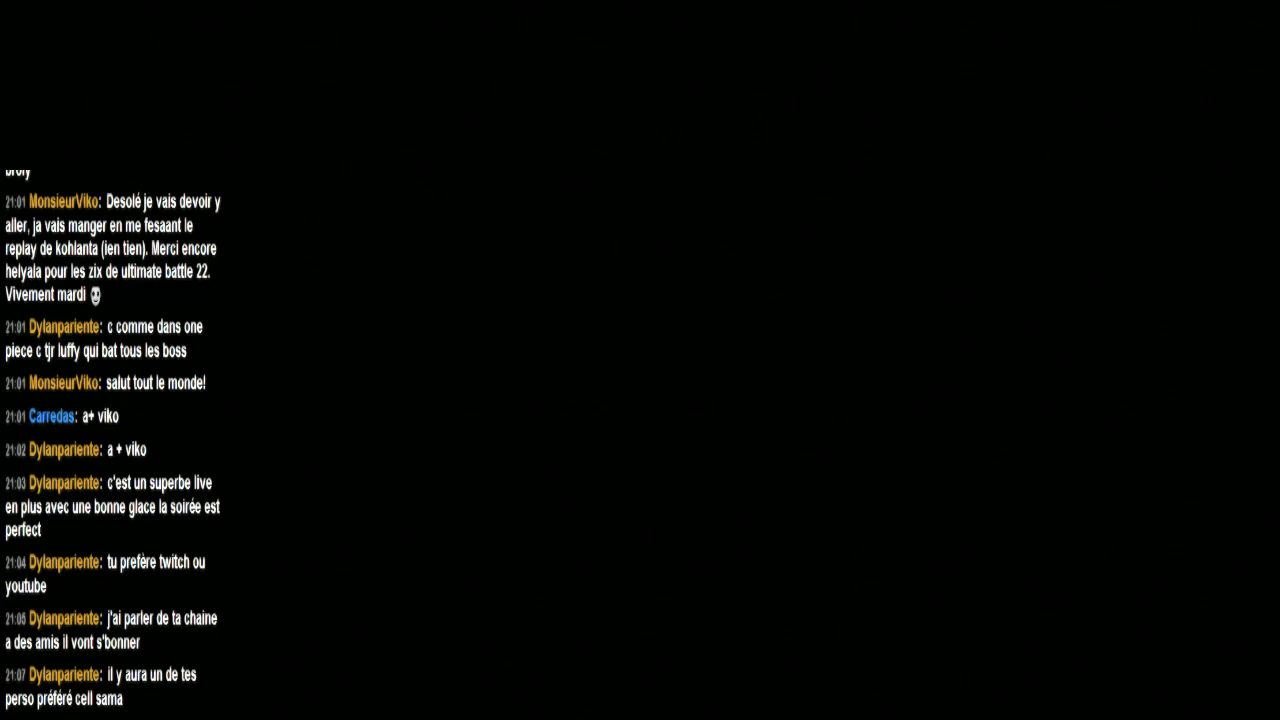 broly
21:01 MonsieurViko: Desolé je vais devoir y
aller, ja vais manger en me fesaant le
replay de kohlanta (ien tien). Merci encore
helyala pour les zix de ultimate battle 22.
Vivement mardi
21:01 Dylanpariente: c comme dans one
piece c tjr luffy qui bat tous les boss
21:01 MonsieurViko: salut tout le monde!
21:01 Carredas: a+ viko
21:02 Dylanpariente: a + viko
21:03 Dylanpariente: c'est un superbe live
en plus avec une bonne glace la soirée est
perfect
21:04 Dylanpariente: tu prefère twitch ou
youtube
21:05 Dylanpariente: j'ai parler de ta chaine
a des amis il vont s'bonner
21:07 Dylanpariente: il y aura un de tes
perso préféré cell sama